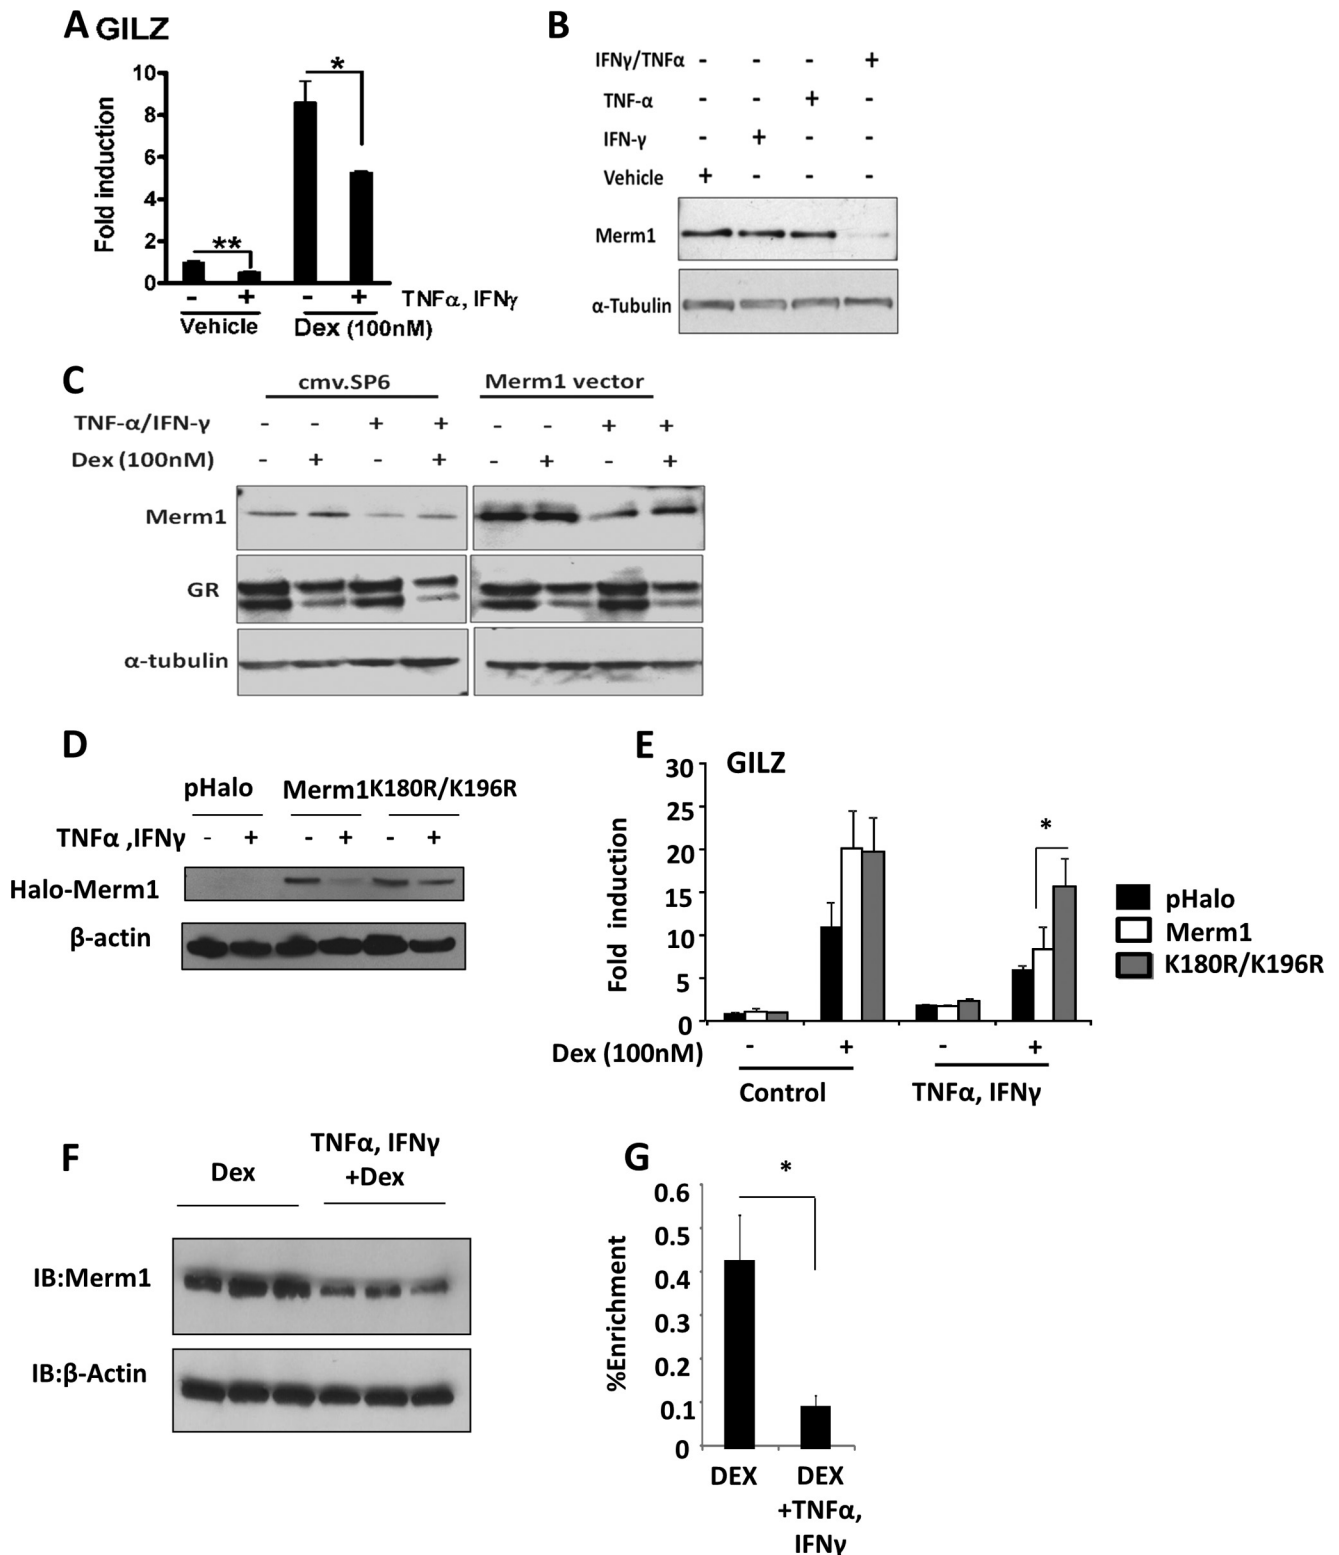 A GILZ
Fold induction
10
8
6
4
2
0
*
**
- + - + TNFα, IFNγ
Vehicle Dex (100nM)
B
IFNγ/TNFα - - - +
TNF-α - - + -
IFN-γ - + - -
Vehicle + - - -
Merm1
α-Tubulin
C
cmv.SP6 Merm1 vector
TNF-α/IFN-γ - - + + - - + +
Dex (100nM) - + - + - + - +
Merm1
GR
α-tubulin
D
pHalo Merm1 K180R/K196R
TNFα ,IFNγ - + - + - +
Halo-Merm1
β-actin
E
GILZ
Fold induction
30
25
20
15
10
5
0
*
Dex (100nM) - + - +
Control TNFα, IFNγ
pHalo
Merm1
K180R/K196R
F
Dex TNFα, IFNγ
+Dex
IB:Merm1
IB:β-Actin
G
*
%Enrichment
0.6
0.5
0.4
0.3
0.2
0.1
0
DEX DEX
+TNFα,
IFNγ